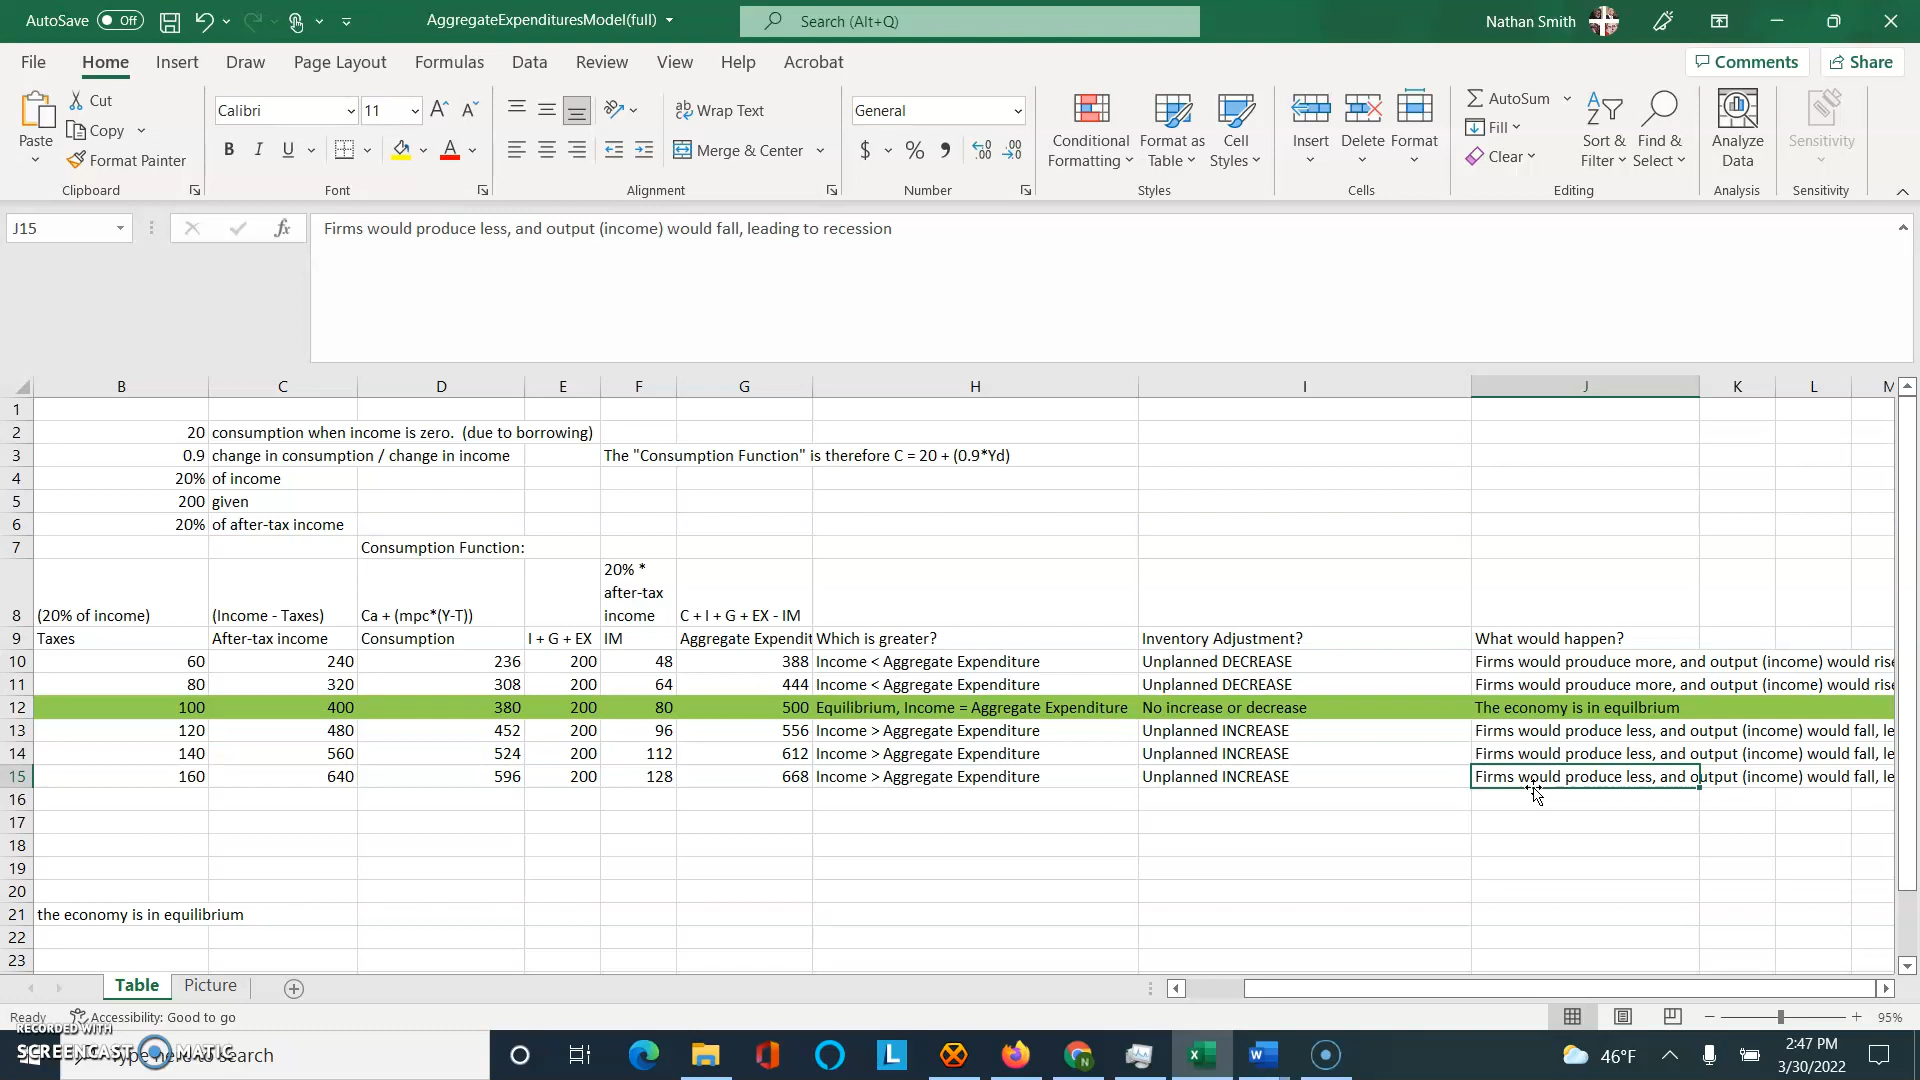 AutoSave Off AggregateExpendituresModel(full) Search (Alt+Q) Nathan Smith
File Home Insert Draw Page Layout Formulas Data Review View Help Acrobat Comments Share
Paste Cut Copy Format Painter Clipboard
Calibri 11 B I U A Font
Wrap Text Merge & Center Alignment
General $ % Number
Conditional Formatting Format as Table Cell Styles Styles
Insert Delete Format Cells
AutoSum Fill Clear Sort & Filter Find & Select Editing
Analyze Data Analysis
Sensitivity Sensitivity
J15 fx Firms would produce less, and output (income) would fall, leading to recession
B C D E F G H I J K L M
1
2 20 consumption when income is zero. (due to borrowing)
3 0.9 change in consumption / change in income The "Consumption Function" is therefore C = 20 + (0.9*Yd)
4 20% of income
5 200 given
6 20% of after-tax income
7 Consumption Function:
20% *
after-tax
8 (20% of income) (Income - Taxes) Ca + (mpc*(Y-T)) income C + I + G + EX - IM
9 Taxes After-tax income Consumption I + G + EX IM Aggregate Expendit Which is greater? Inventory Adjustment? What would happen?
10 60 240 236 200 48 388 Income < Aggregate Expenditure Unplanned DECREASE Firms would prouduce more, and output (income) would rise
11 80 320 308 200 64 444 Income < Aggregate Expenditure Unplanned DECREASE Firms would prouduce more, and output (income) would rise
12 100 400 380 200 80 500 Equilibrium, Income = Aggregate Expenditure No increase or decrease The economy is in equilbrium
13 120 480 452 200 96 556 Income > Aggregate Expenditure Unplanned INCREASE Firms would produce less, and output (income) would fall, le
14 140 560 524 200 112 612 Income > Aggregate Expenditure Unplanned INCREASE Firms would produce less, and output (income) would fall, le
15 160 640 596 200 128 668 Income > Aggregate Expenditure Unplanned INCREASE Firms would produce less, and output (income) would fall, le
16
17
18
19
20
21 the economy is in equilibrium
22
23
Table Picture
Ready Accessibility: Good to go 95%
RECORDED WITH
SCREENCAST MATIC
Type here to search 46°F 2:47 PM
3/30/2022